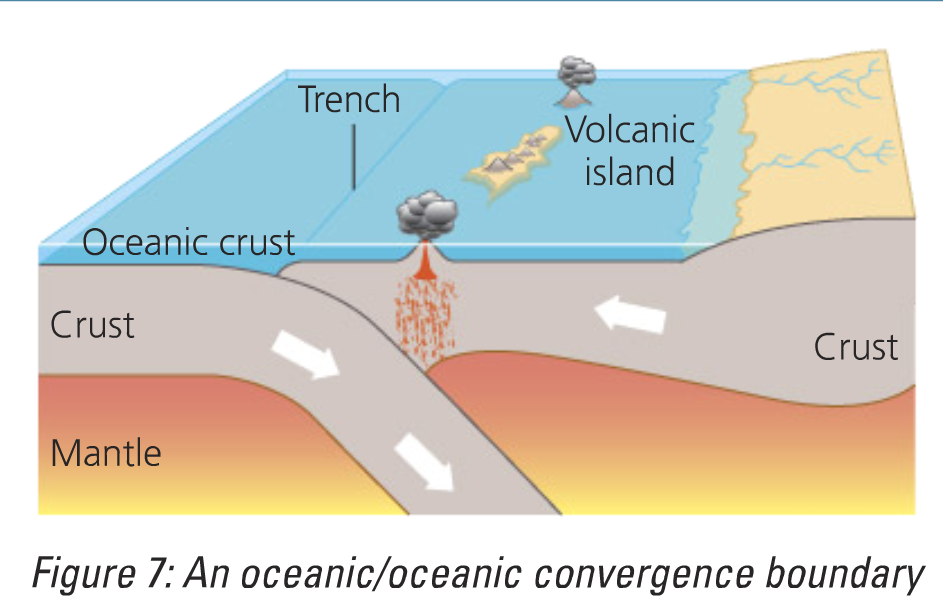 Trench
Volcanic
island
Oceanic crust
Crust
Crust
Mantle
Figure 7: An oceanic/oceanic convergence boundary